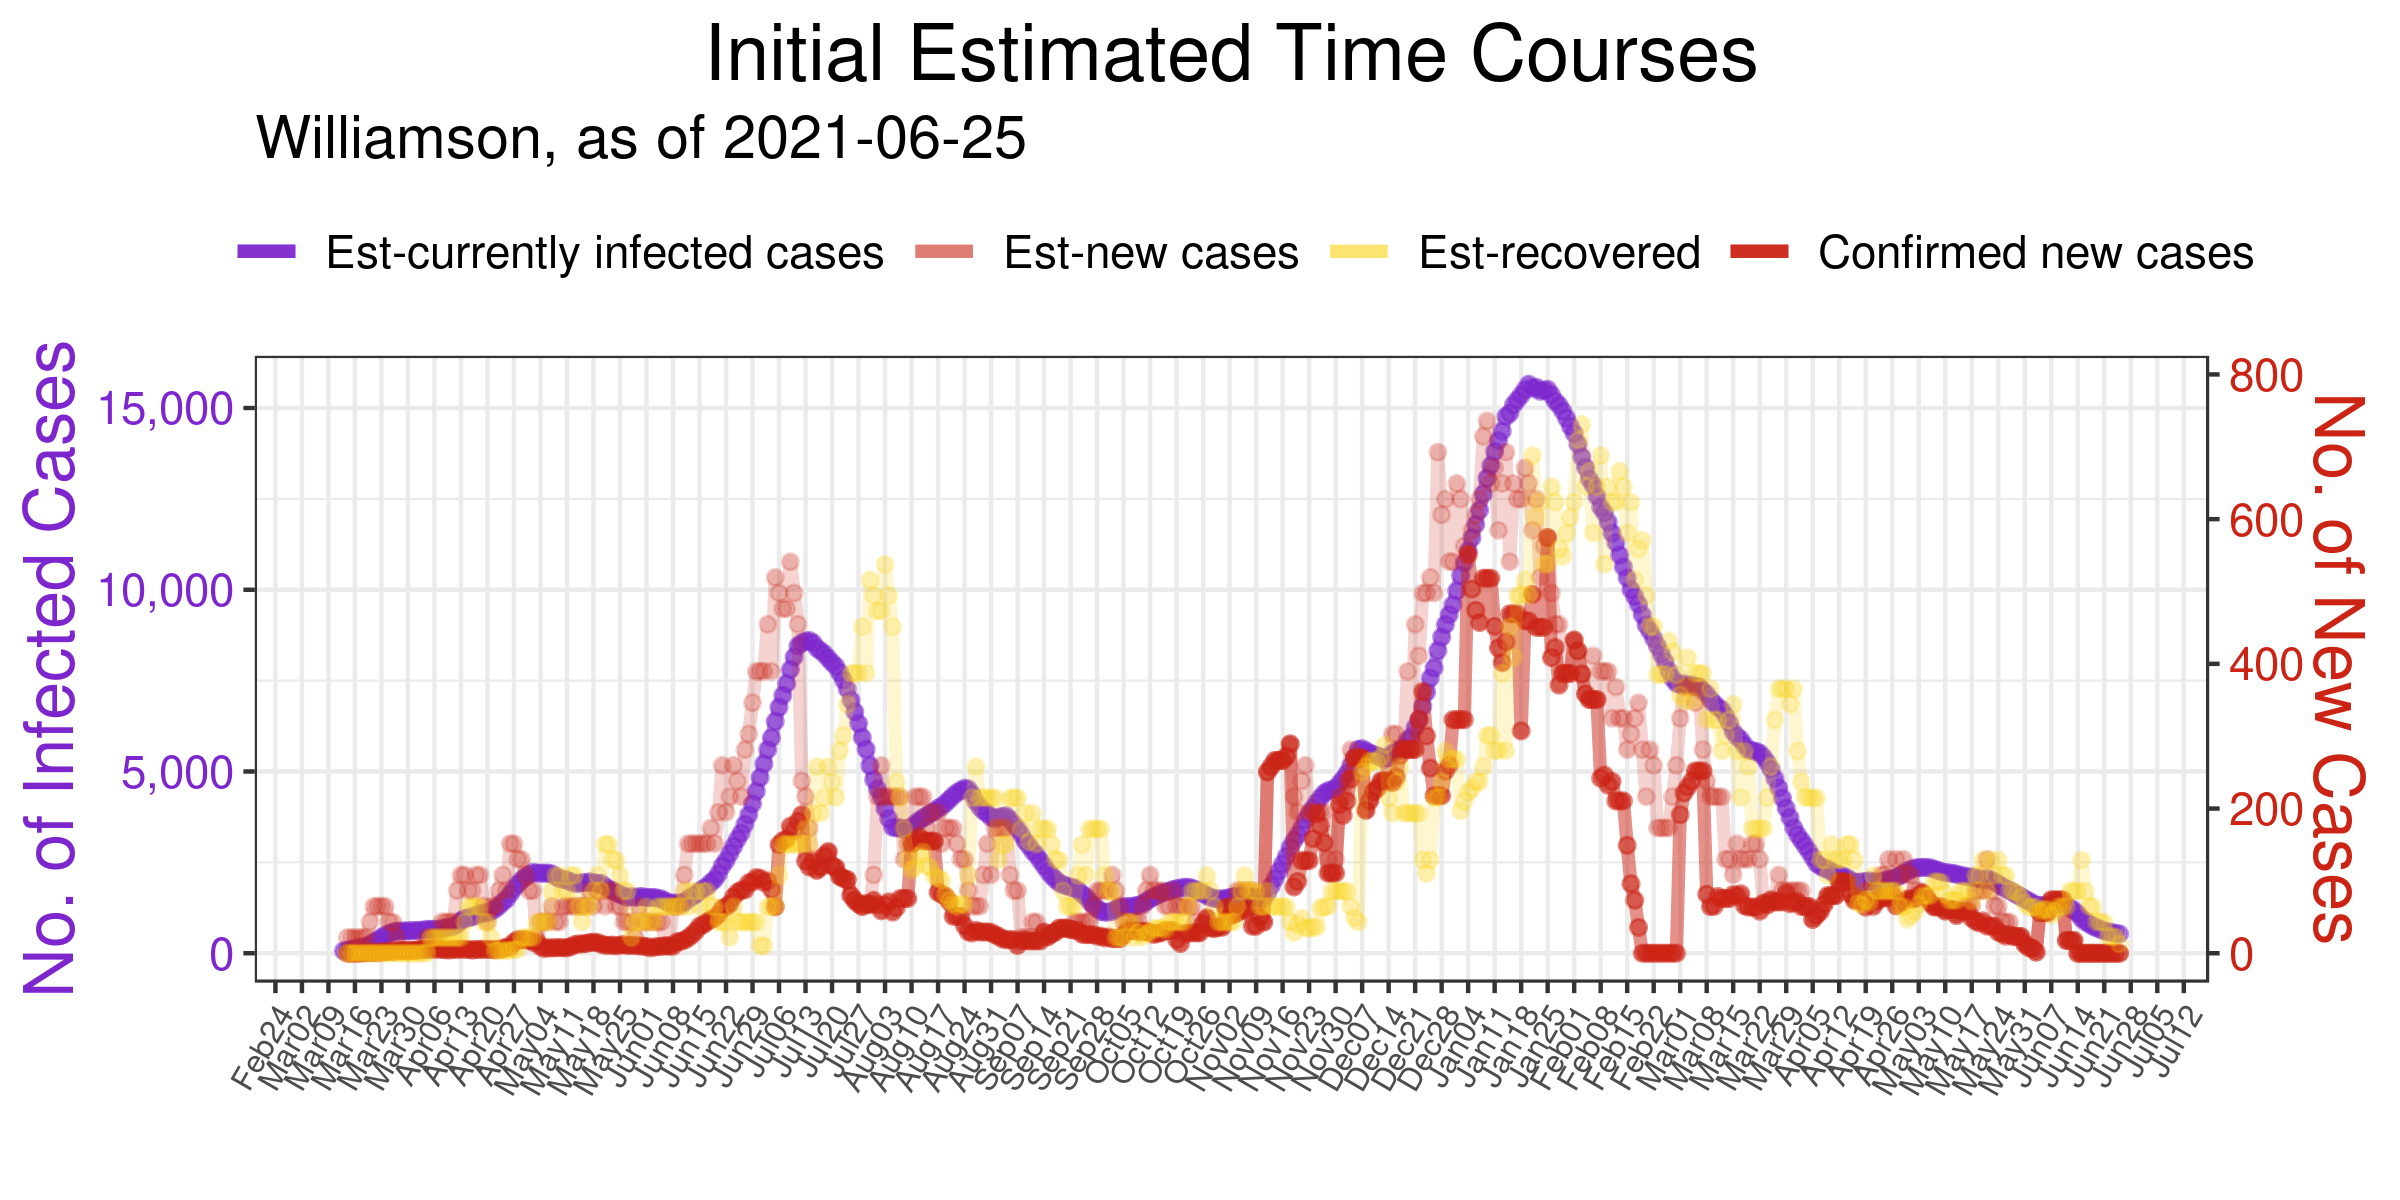 Initial Estimated Time Courses
Williamson, as of 2021-06-25
Est-currently infected cases
Est-new cases
Est-recovered
Confirmed new cases
No. of Infected Cases
15,000
10,000
5,000
0
800
600
400
200
0
No. of New Cases
Feb24
Mar02
Mar09
Mar16
Mar23
Mar30
Apr06
Apr13
Apr20
Apr27
May04
May11
May18
May25
Jun01
Jun08
Jun15
Jun22
Jun29
Jul06
Jul13
Jul20
Jul27
Aug03
Aug10
Aug17
Aug24
Aug31
Sep07
Sep14
Sep21
Sep28
Oct05
Oct12
Oct19
Oct26
Nov02
Nov09
Nov16
Nov23
Nov30
Dec07
Dec14
Dec21
Dec28
Jan04
Jan11
Jan18
Jan25
Feb01
Feb08
Feb15
Feb22
Mar01
Mar08
Mar15
Mar22
Mar29
Apr05
Apr12
Apr19
Apr26
May03
May10
May17
May24
May31
Jun07
Jun14
Jun21
Jun28
Jul05
Jul12